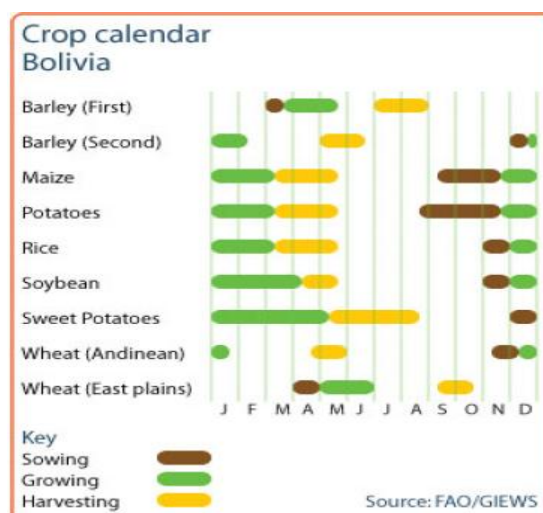 Crop calendar
Bolivia
Barley (First)
Barley (Second)
Maize
Potatoes
Rice
Soybean
Sweet Potatoes
Wheat (Andinean)
Wheat (East plains)
J F M A M J J A S O N D
Key
Sowing
Growing
Harvesting
Source: FAO/GIEWS